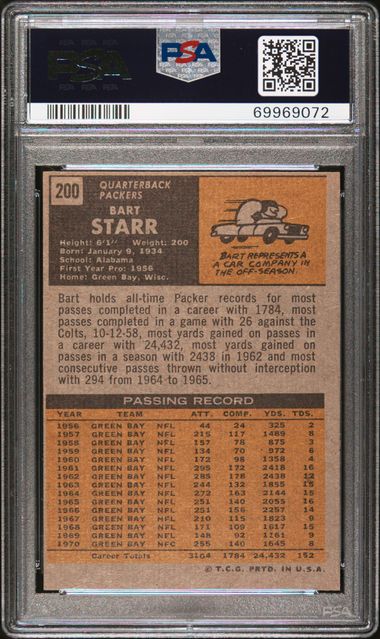 PSA
PSA
69969072
200
QUARTERBACK
PACKERS
BART
STARR
Height: 6'1" Weight: 200
Born: January 9, 1934
School: Alabama
First Year Pro: 1956
Home: Green Bay, Wisc.
BART REPRESENTS
A CAR COMPANY IN
THE OFF-SEASON.
Bart holds all-time Packer records for most
passes completed in a career with 1784, most
passes completed in a game with 26 against the
Colts, 10-12-58, most yards gained on passes in
a career with 24,432, most yards gained on
passes in a season with 2438 in 1962 and most
consecutive passes thrown without interception
with 294 from 1964 to 1965.
PASSING RECORD
YEAR TEAM ATT. COMP. YDS. TDS.
1956 GREEN BAY NFL 44 24 325 2
1957 GREEN BAY NFL 215 117 1489 8
1958 GREEN BAY NFL 157 78 875 3
1959 GREEN BAY NFL 134 70 972 6
1960 GREEN BAY NFL 172 98 1358 4
1961 GREEN BAY NFL 295 172 2418 16
1962 GREEN BAY NFL 285 178 2438 12
1963 GREEN BAY NFL 244 132 1855 15
1964 GREEN BAY NFL 272 163 2144 15
1965 GREEN BAY NFL 251 140 2055 16
1966 GREEN BAY NFL 251 156 2257 14
1967 GREEN BAY NFL 210 115 1823 9
1968 GREEN BAY NFL 171 109 1617 15
1969 GREEN BAY NFL 148 92 1161 9
1970 GREEN BAY NFC 255 140 1645 8
Career Totals 3164 1784 24,432 152
© T.C.G. PRTD. IN U.S.A.
PSA